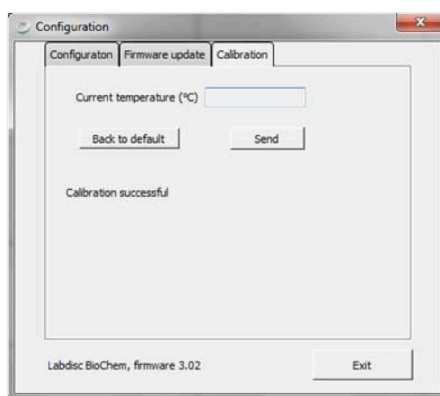 Configuration
Configuraton Firmware update Calibration
Current temperature (°C)
Back to default Send
Calibration successful
Labdisc BioChem, firmware 3.02 Exit